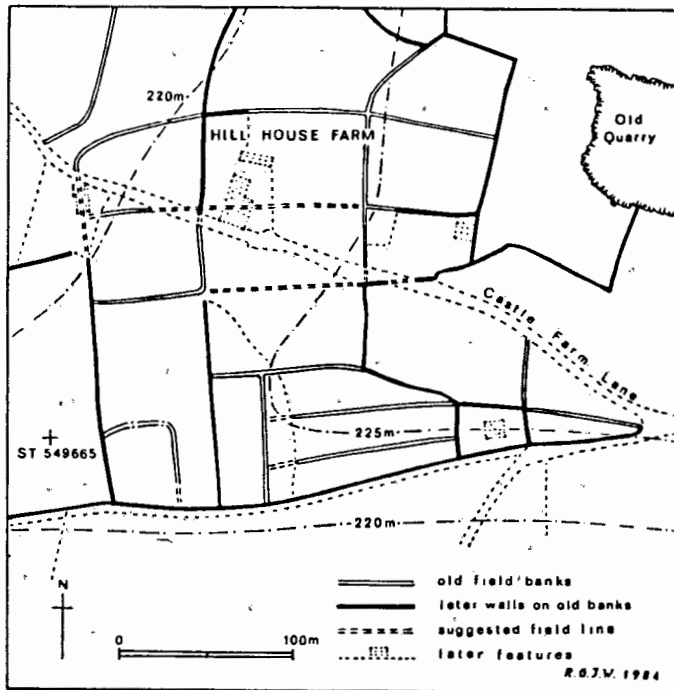 220m
HILL HOUSE FARM
Old
Quarry
Castle Farm Lane
ST 549665
225m
220m
N
old field banks
later walls on old banks
suggested field line
later features
0 100m
R.G.J.W. 1984